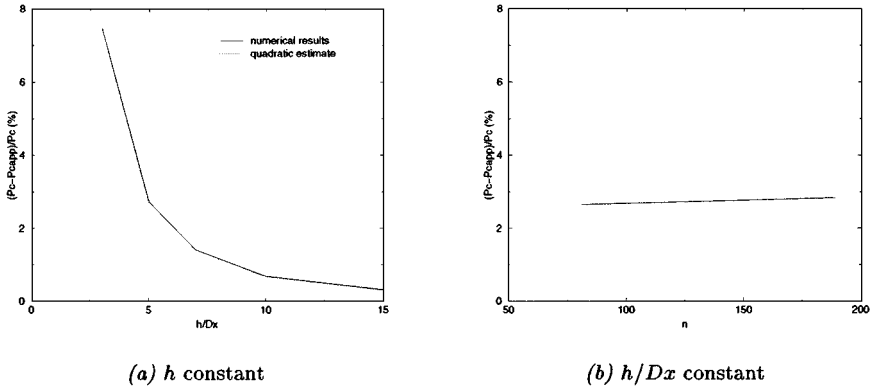 8
6
4
2
0
(Pc-Pcapp)/Pc (%)
numerical results
quadratic estimate
0 5 10 15
h/Dx
(a) h constant
8
6
4
2
0
(Pc-Pcapp)/Pc (%)
50 100 150 200
n
(b) h/Dx constant